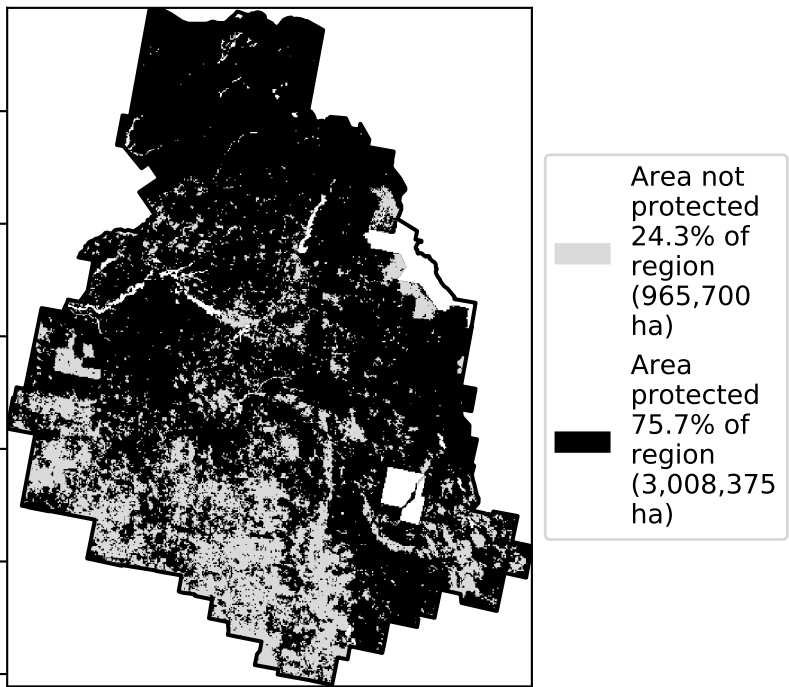 Area not
protected
24.3% of
region
(965,700
ha)
Area
protected
75.7% of
region
(3,008,375
ha)